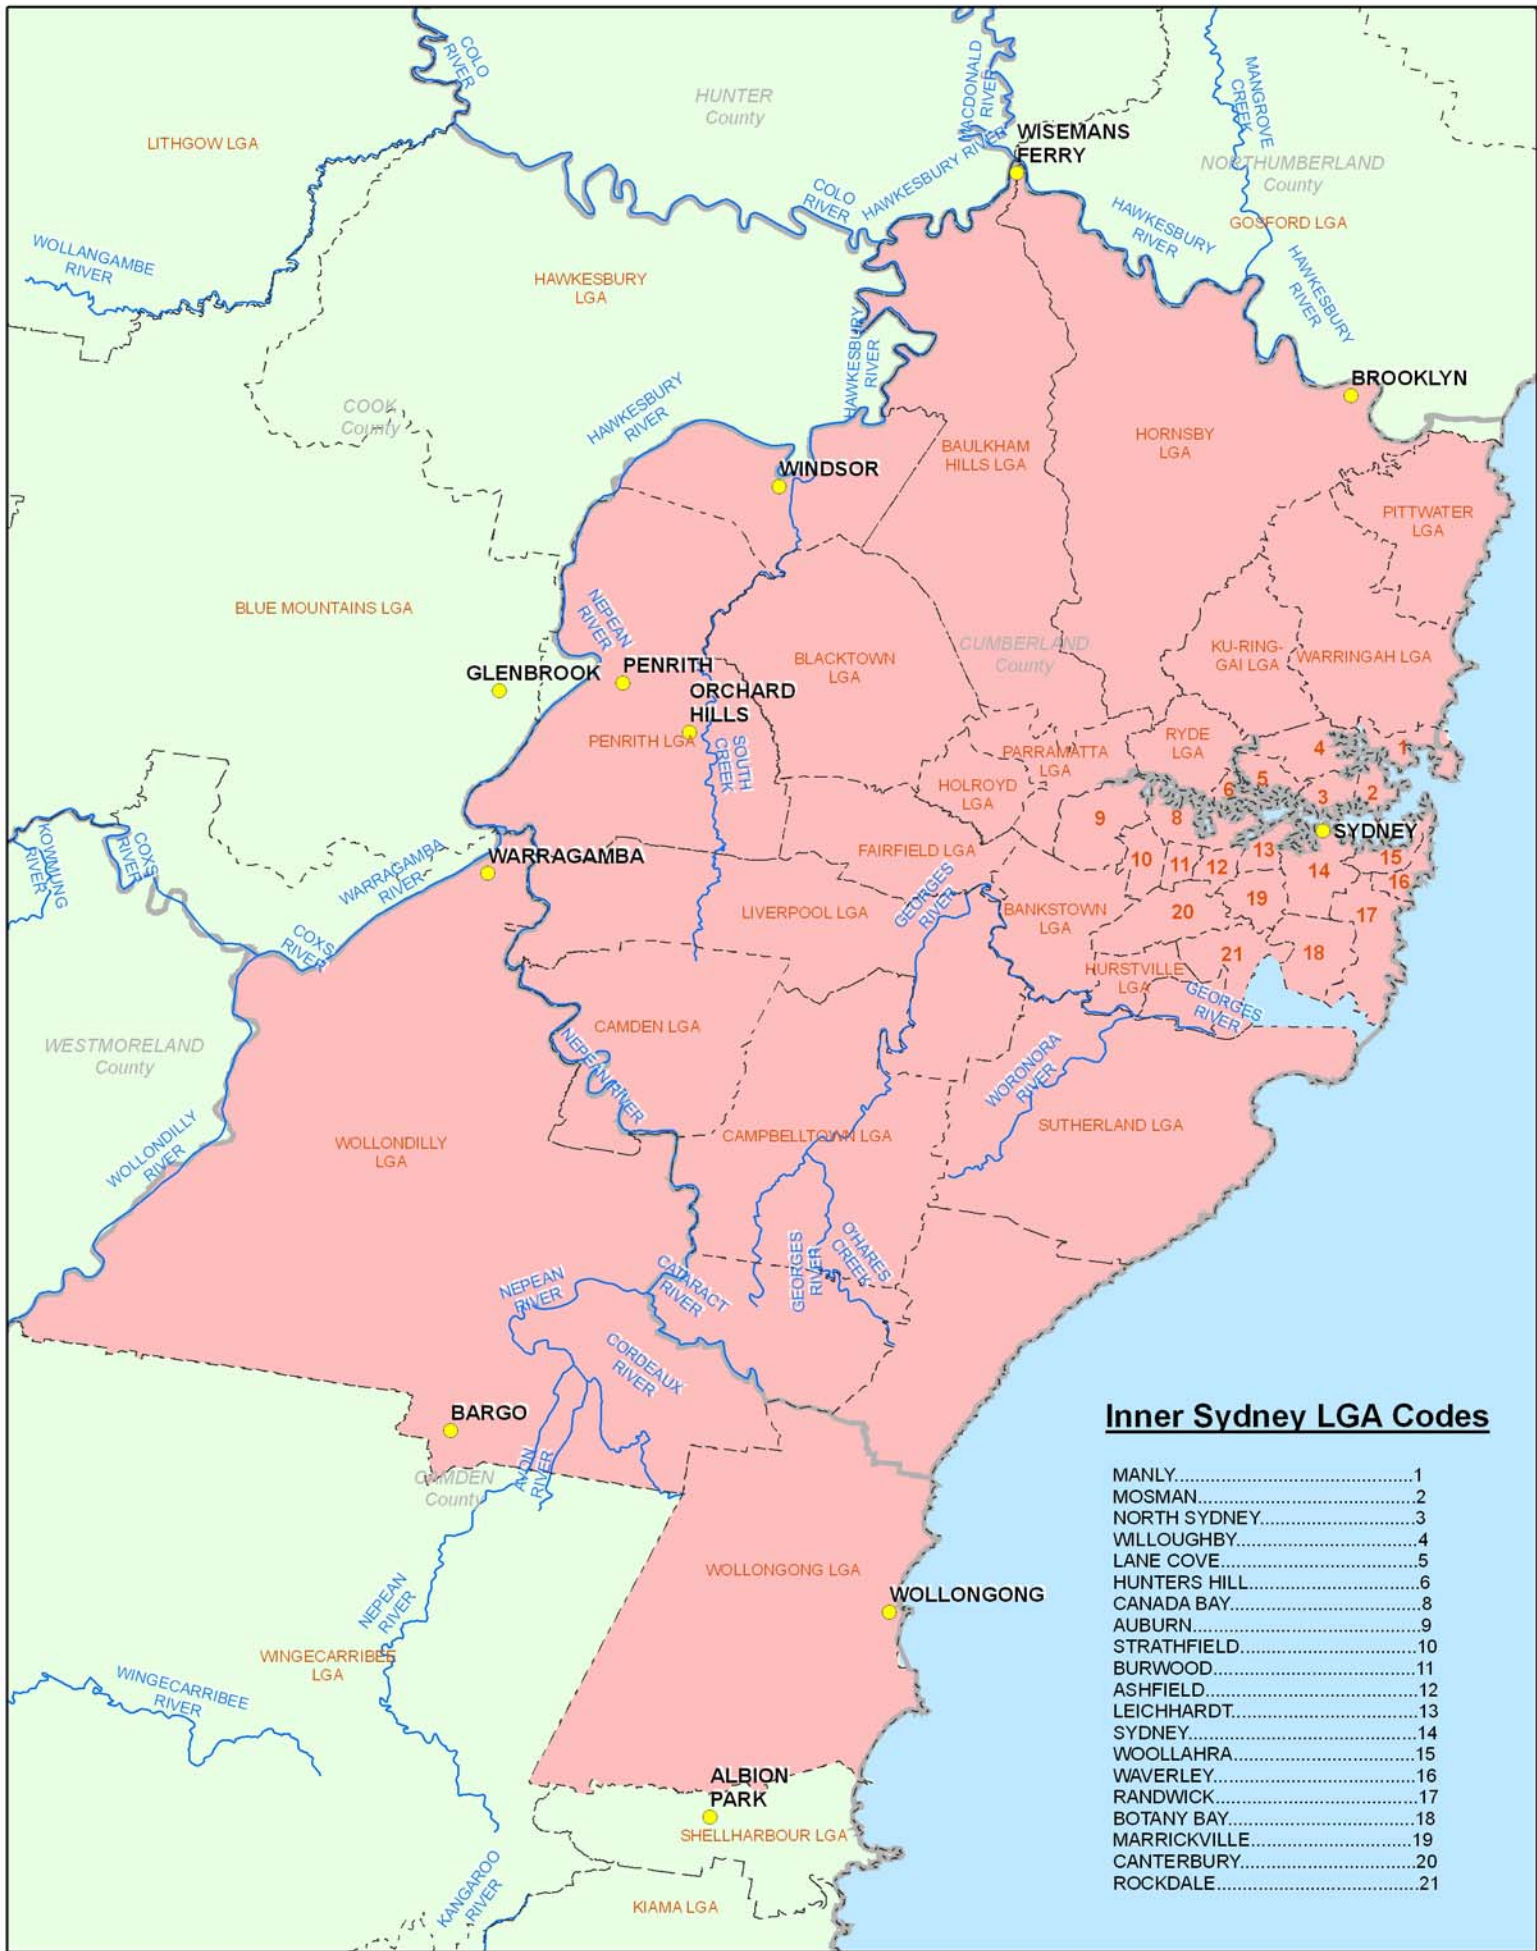 COLO
RIVER
HUNTER
County
MACDONALD
RIVER
MANGROVE
CREEK
LITHGOW LGA
WISEMANS
FERRY
NORTHUMBERLAND
County
HAWKESBURY RIVER
COLO
RIVER
HAWKESBURY
RIVER
GOSFORD LGA
WOLLANGAMBE
RIVER
HAWKESBURY
RIVER
HAWKESBURY
LGA
HAWKESBURY
RIVER
BROOKLYN
COOK
County
HAWKESBURY
RIVER
BAULKHAM
HILLS LGA
HORNSBY
LGA
WINDSOR
PITTWATER
LGA
BLUE MOUNTAINS LGA
NEPEAN
RIVER
GLENBROOK
PENRITH
ORCHARD
HILLS
BLACKTOWN
LGA
CUMBERLAND
County
KU-RING-
GAI LGA
WARRINGAH LGA
PENRITH LGA
SOUTH
CREEK
PARRAMATTA
LGA
RYDE
LGA
4
1
HOLROYD
LGA
5
6
3
2
9
8
SYDNEY
KOWMUNG
RIVER
COXS
RIVER
WARRAGAMBA
RIVER
WARRAGAMBA
FAIRFIELD LGA
10
11
12
13
14
15
16
LIVERPOOL LGA
GEORGES
RIVER
BANKSTOWN
LGA
20
19
17
COXS
RIVER
21
18
HURSTVILLE
LGA
GEORGES
RIVER
CAMDEN LGA
NEPEAN RIVER
WESTMORELAND
County
WORONORA
RIVER
WOLLONDILLY
RIVER
WOLLONDILLY
LGA
CAMPBELLTOWN LGA
SUTHERLAND LGA
NEPEAN
RIVER
CATARACT
RIVER
GEORGES
RIVER
O'HARES
CREEK
CORDEAUX
RIVER
BARGO
CAMDEN
County
AVON
RIVER
Inner Sydney LGA Codes
MANLY..........................................1
MOSMAN......................................2
NORTH SYDNEY...........................3
WILLOUGHBY...............................4
LANE COVE..................................5
HUNTERS HILL.............................6
CANADA BAY...............................8
AUBURN.......................................9
STRATHFIELD..............................10
BURWOOD...................................11
ASHFIELD.....................................12
LEICHHARDT................................13
SYDNEY........................................14
WOOLLAHRA................................15
WAVERLEY...................................16
RANDWICK...................................17
BOTANY BAY................................18
MARRICKVILLE.............................19
CANTERBURY..............................20
ROCKDALE...................................21
WOLLONGONG LGA
WOLLONGONG
NEPEAN
RIVER
WINGECARRIBEE
LGA
WINGECARRIBEE
RIVER
ALBION
PARK
SHELLHARBOUR LGA
KANGAROO
RIVER
KIAMA LGA